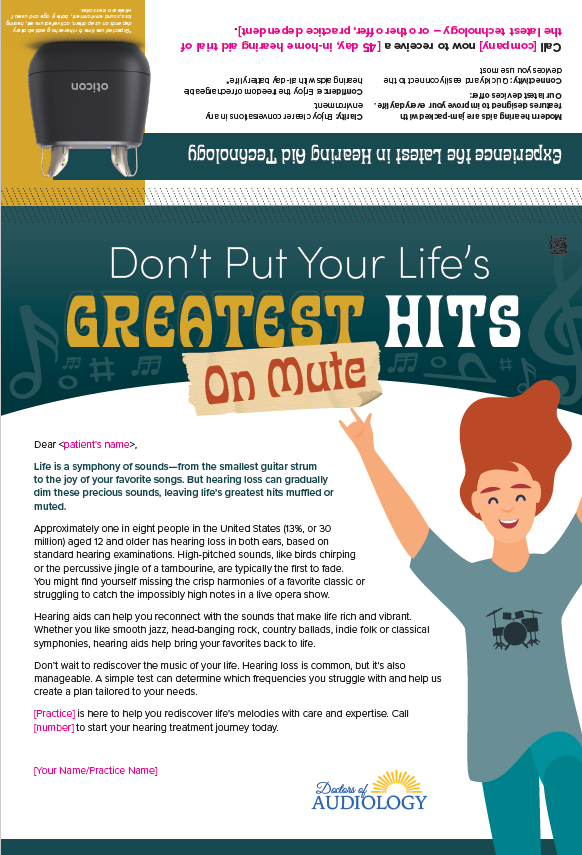 Experience the Latest in Hearing Aid Technology
Modern hearing aids are jam-packed with
features designed to improve your everyday life.
Our latest devices offer:
Connectivity: Quickly and easily connect to the
devices you use most
Clarity: Enjoy clearer conversations in any
environment
Confidence: Enjoy the freedom of rechargeable
hearing aids with all-day battery life*
Call [company] now to receive a [45 day, in-home hearing aid trial of
the latest technology – or other offer, practice dependent].
oticon
Don't Put Your Life's
GREATEST HITS
On Mute
Dear <patient's name>,
Life is a symphony of sounds—from the smallest guitar strum
to the joy of your favorite songs. But hearing loss can gradually
dim these precious sounds, leaving life's greatest hits muffled or
muted.
Approximately one in eight people in the United States (13%, or 30
million) aged 12 and older has hearing loss in both ears, based on
standard hearing examinations. High-pitched sounds, like birds chirping
or the percussive jingle of a tambourine, are typically the first to fade.
You might find yourself missing the crisp harmonies of a favorite classic or
struggling to catch the impossibly high notes in a live opera show.
Hearing aids can help you reconnect with the sounds that make life rich and vibrant.
Whether you like smooth jazz, head-banging rock, country ballads, indie folk or classical
symphonies, hearing aids help bring your favorites back to life.
Don't wait to rediscover the music of your life. Hearing loss is common, but it's also
manageable. A simple test can determine which frequencies you struggle with and help us
create a plan tailored to your needs.
[Practice] is here to help you rediscover life's melodies with care and expertise. Call
[number] to start your hearing treatment journey today.
[Your Name/Practice Name]
Doctors of
AUDIOLOGY